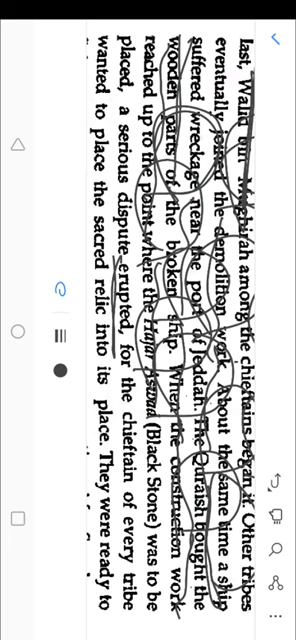 last, Walid bin Mughirah among the chieftains began it. Other tribes
eventually joined the demolition work. About the same time a ship
suffered wreckage near the port of Jeddah. The Quraish bought the
wooden parts of the broken ship. When the construction work
reached up to the point where the Hajar Aswad (Black Stone) was to be
placed, a serious dispute erupted, for the chieftain of every tribe
wanted to place the sacred relic into its place. They were ready to